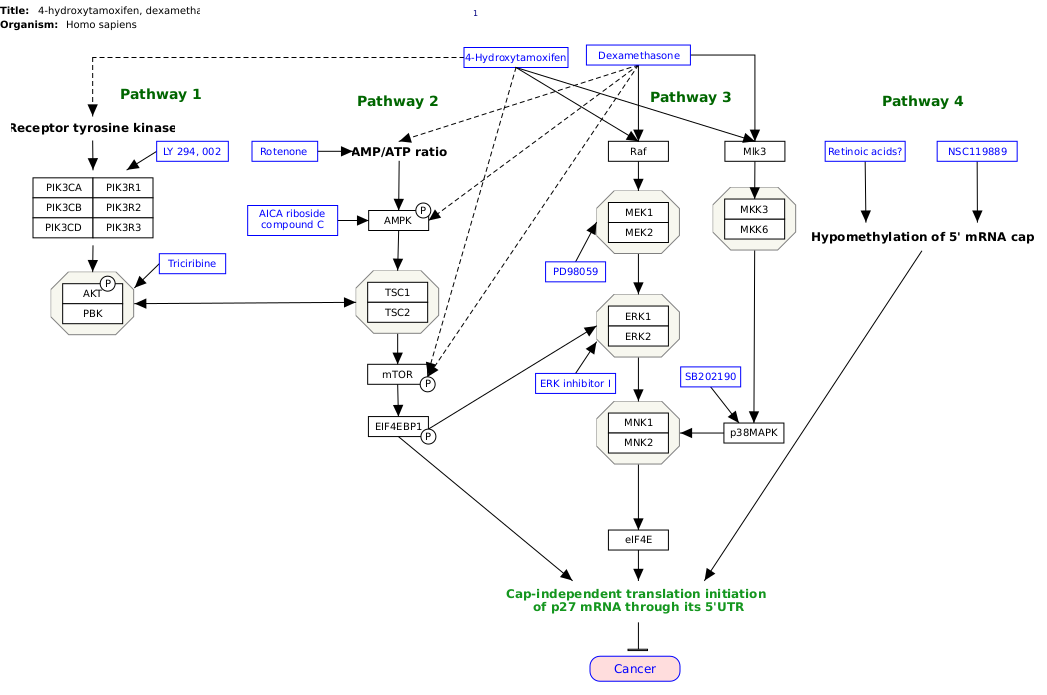 Title: 4-hydroxytamoxifen, dexametha
1
Organism: Homo sapiens
4-Hydroxytamoxifen
Dexamethasone
Pathway 1
Pathway 2
Pathway 3
Pathway 4
Receptor tyrosine kinase
LY 294, 002
Rotenone
AMP/ATP ratio
Raf
Mlk3
Retinoic acids?
NSC119889
PIK3CA
PIK3R1
PIK3CB
PIK3R2
PIK3CD
PIK3R3
AICA riboside
compound C
AMPK
P
MEK1
MEK2
MKK3
MKK6
Hypomethylation of 5' mRNA cap
Triciribine
PD98059
P
AKT
PBK
TSC1
TSC2
ERK1
ERK2
mTOR
P
ERK inhibitor I
SB202190
EIF4EBP1
P
MNK1
MNK2
p38MAPK
eIF4E
Cap-independent translation initiation
of p27 mRNA through its 5'UTR
Cancer